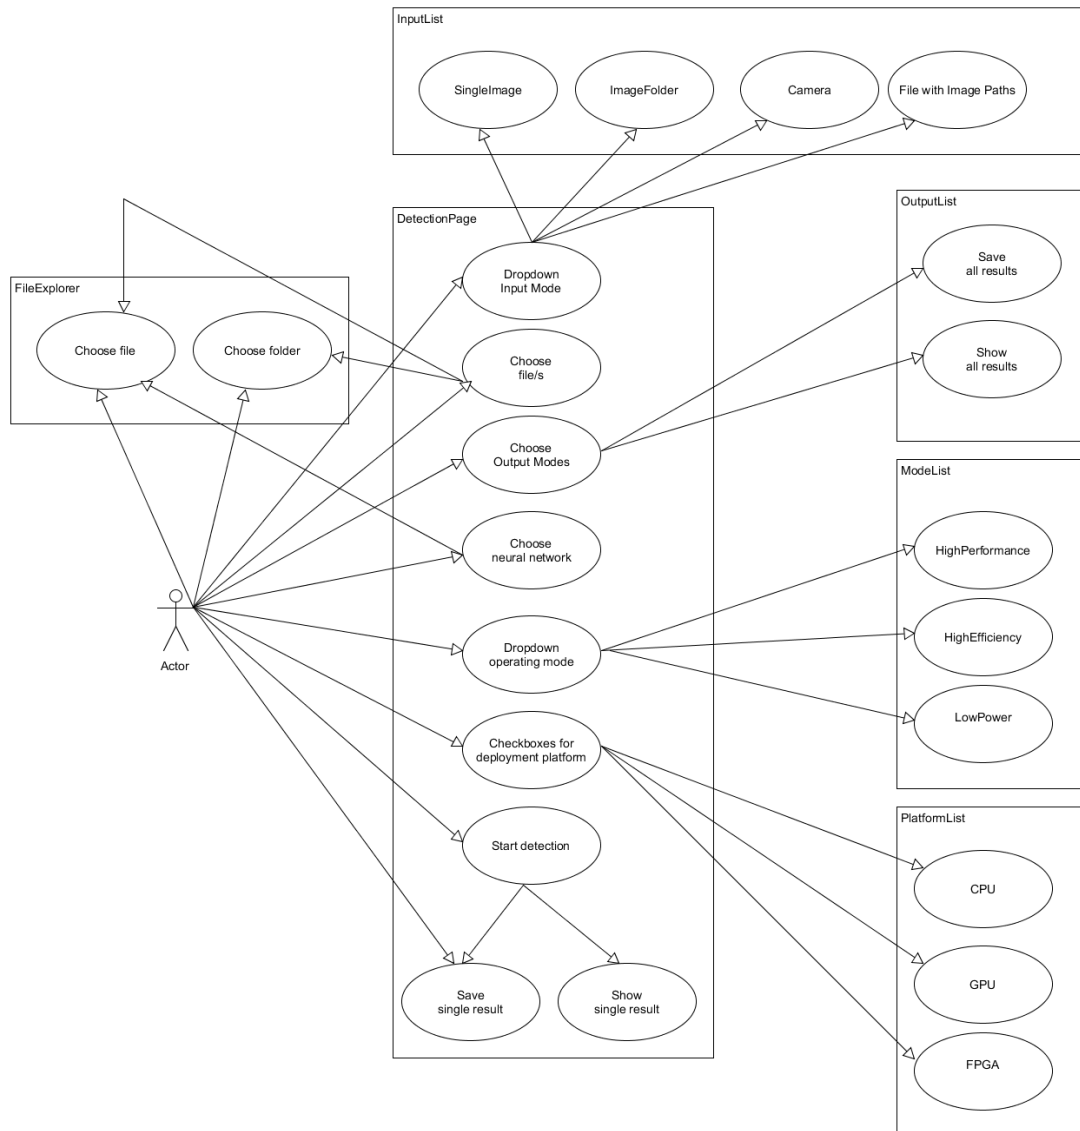 InputList
SingleImage
ImageFolder
Camera
File with Image Paths
OutputList
Save
all results
Show
all results
DetectionPage
Dropdown
Input Mode
Choose
file/s
Choose
Output Modes
Choose
neural network
Dropdown
operating mode
Checkboxes for
deployment platform
Start detection
Save
single result
Show
single result
FileExplorer
Choose file
Choose folder
Actor
ModeList
HighPerformance
HighEfficiency
LowPower
PlatformList
CPU
GPU
FPGA